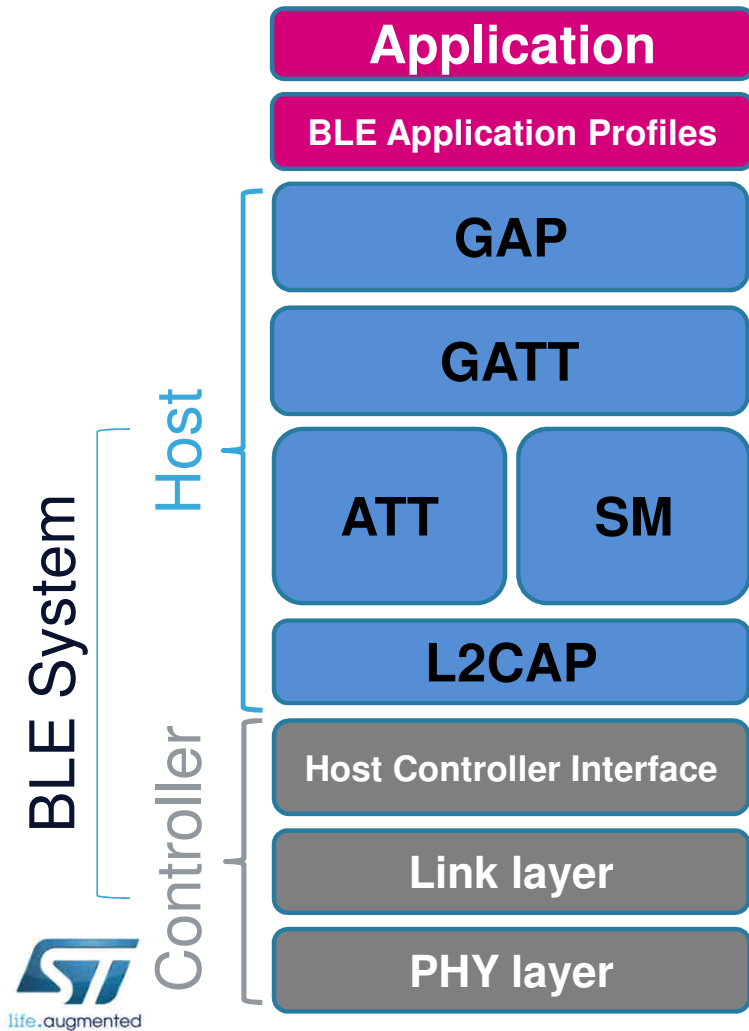 Application
BLE Application Profiles
GAP
GATT
ATT
SM
L2CAP
Host Controller Interface
Link layer
PHY layer
Host
Controller
BLE System
ST
life.augmented